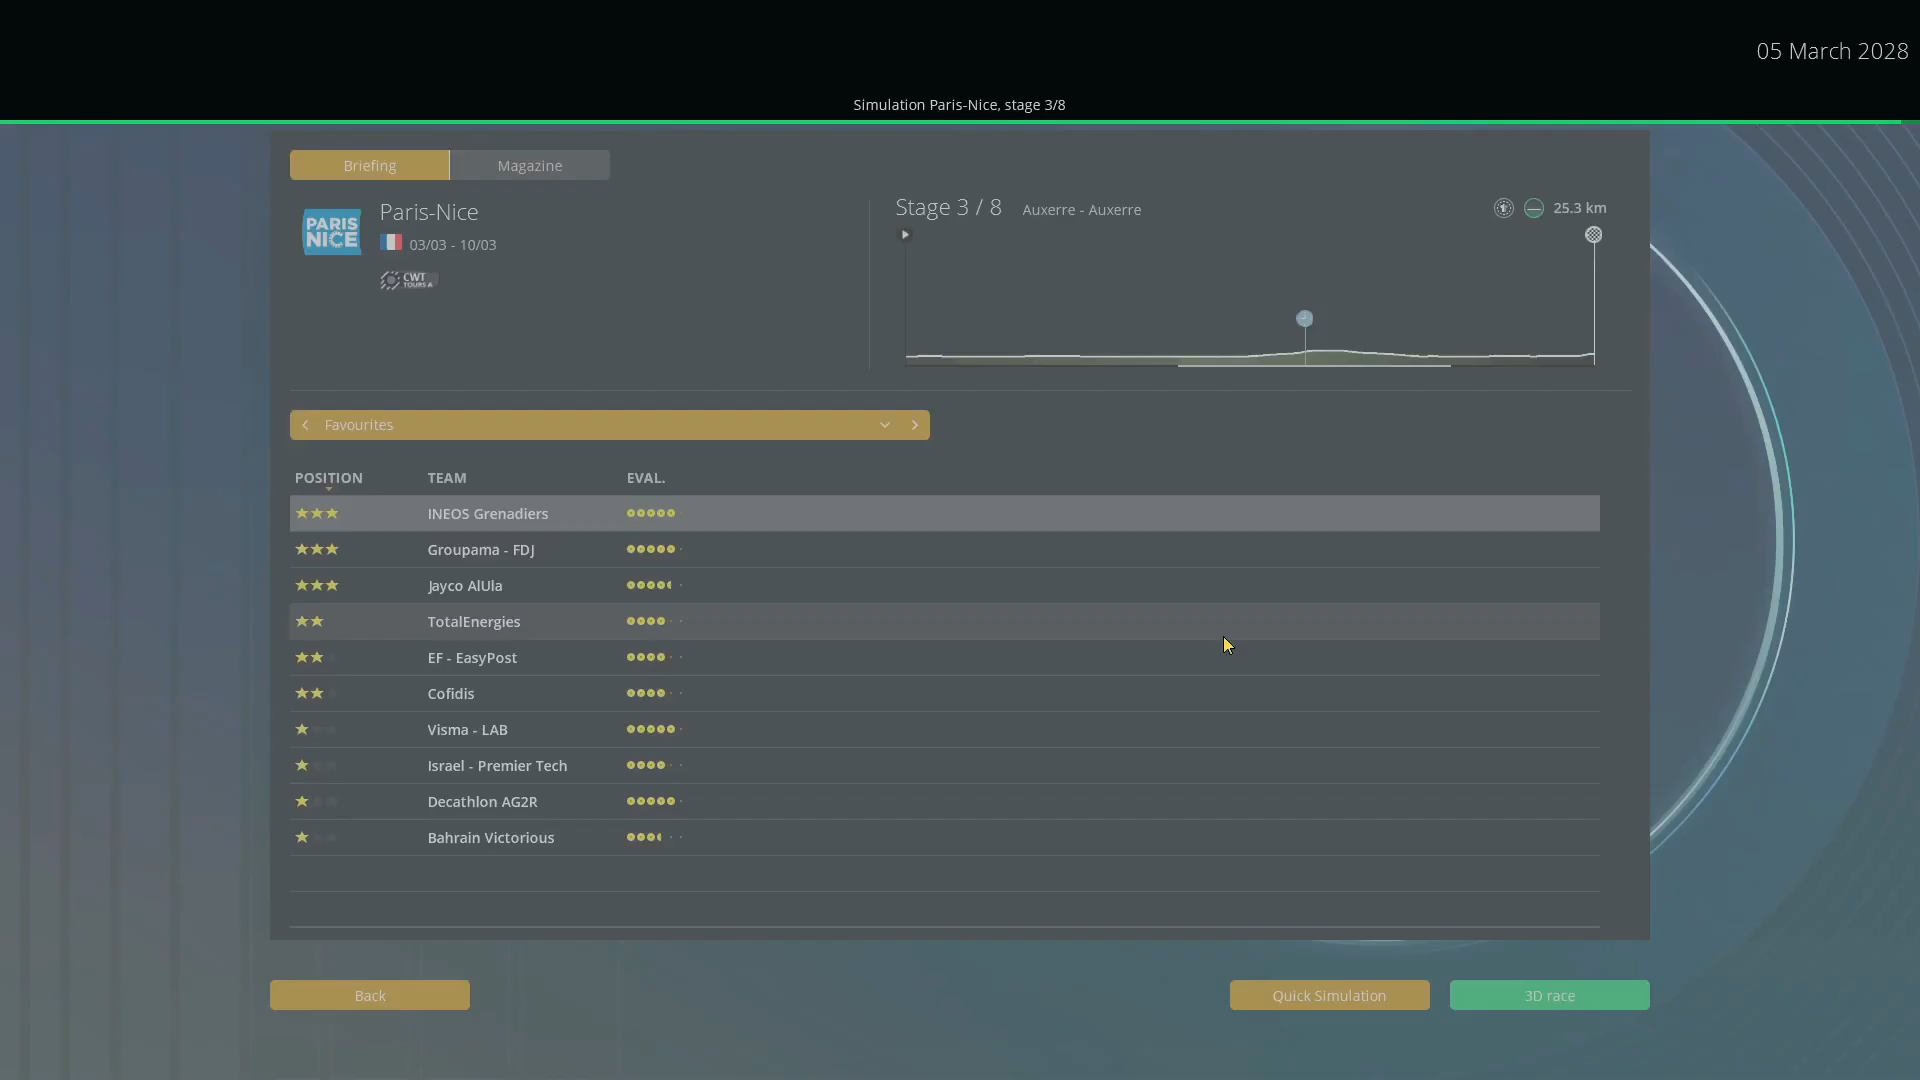 05 March 2028
Simulation Paris-Nice, stage 3/8
Briefing
Magazine
PARIS
NICE
Paris-Nice
03/03 - 10/03
CWT
TOURS A
Stage 3 / 8
Auxerre - Auxerre
25.3 km
Favourites
POSITION TEAM EVAL.
INEOS Grenadiers
Groupama - FDJ
Jayco AlUla
TotalEnergies
EF - EasyPost
Cofidis
Visma - LAB
Israel - Premier Tech
Decathlon AG2R
Bahrain Victorious
Back
Quick Simulation
3D race